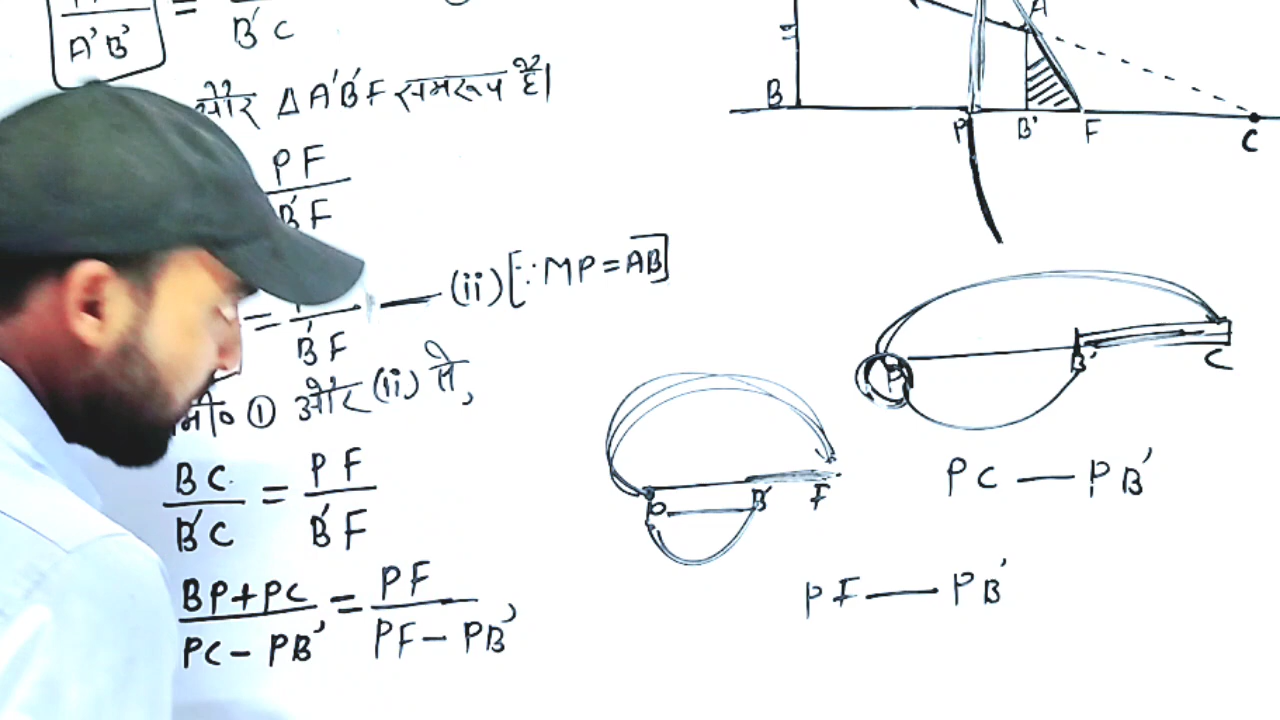 A'B' = B'C
और Δ A'B'F समरूप है।
PF
B'F
= — (ii) [∵ MP = AB]
B'F
समी० ① और (ii) से,
BC = PF
B'C B'F
BP+PC = PF
PC - PB' PF - PB'
A
B P B' F C
P B' C
P B' F
PC — PB'
PF — PB'